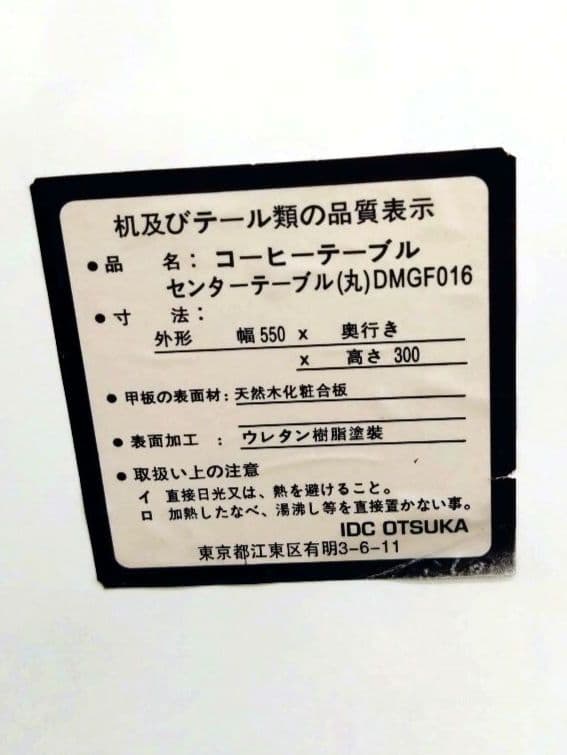 机及びテール類の品質表示
●品 名: コーヒーテーブル
センターテーブル(丸)DMGF016
●寸 法:
外形 幅550 x 奥行き
x 高さ 300
●甲板の表面材:天然木化粧合板
●表面加工 : ウレタン樹脂塗装
●取扱い上の注意
イ 直接日光又は、熱を避けること。
ロ 加熱したなべ、湯沸し等を直接置かない事。
IDC OTSUKA
東京都江東区有明3-6-11